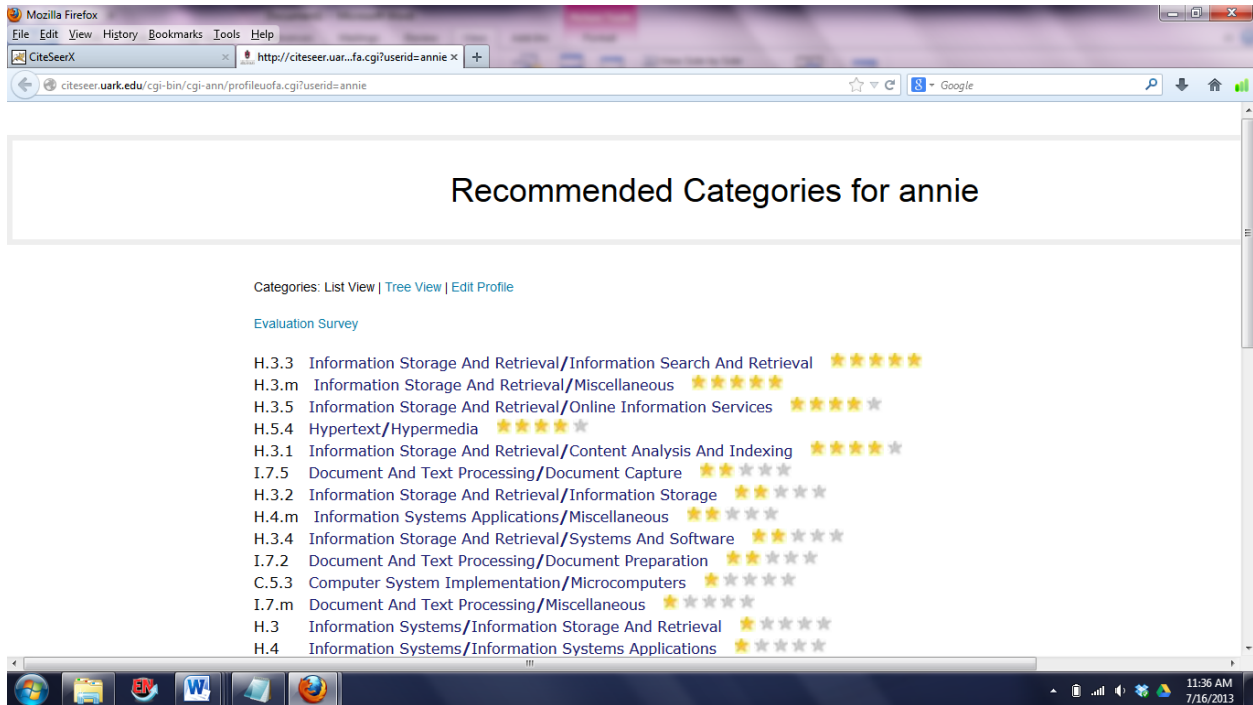 Mozilla Firefox
File Edit View History Bookmarks Tools Help
CiteSeerX × http://citeseer.uar...fa.cgi?userid=annie × +
citeseer.uark.edu/cgi-bin/cgi-ann/profileuofa.cgi?userid=annie Google
Recommended Categories for annie
Categories: List View | Tree View | Edit Profile
Evaluation Survey
H.3.3 Information Storage And Retrieval/Information Search And Retrieval
H.3.m Information Storage And Retrieval/Miscellaneous
H.3.5 Information Storage And Retrieval/Online Information Services
H.5.4 Hypertext/Hypermedia
H.3.1 Information Storage And Retrieval/Content Analysis And Indexing
I.7.5 Document And Text Processing/Document Capture
H.3.2 Information Storage And Retrieval/Information Storage
H.4.m Information Systems Applications/Miscellaneous
H.3.4 Information Storage And Retrieval/Systems And Software
I.7.2 Document And Text Processing/Document Preparation
C.5.3 Computer System Implementation/Microcomputers
I.7.m Document And Text Processing/Miscellaneous
H.3 Information Systems/Information Storage And Retrieval
H.4 Information Systems/Information Systems Applications
11:36 AM
7/16/2013